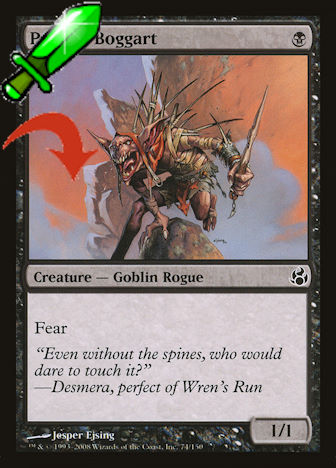 Boggart
Creature — Goblin Rogue
Fear
“Even without the spines, who would
dare to touch it?”
—Desmera, perfect of Wren’s Run
Jesper Ejsing
™ & © 1993–2008 Wizards of the Coast, Inc. 74/150
1/1